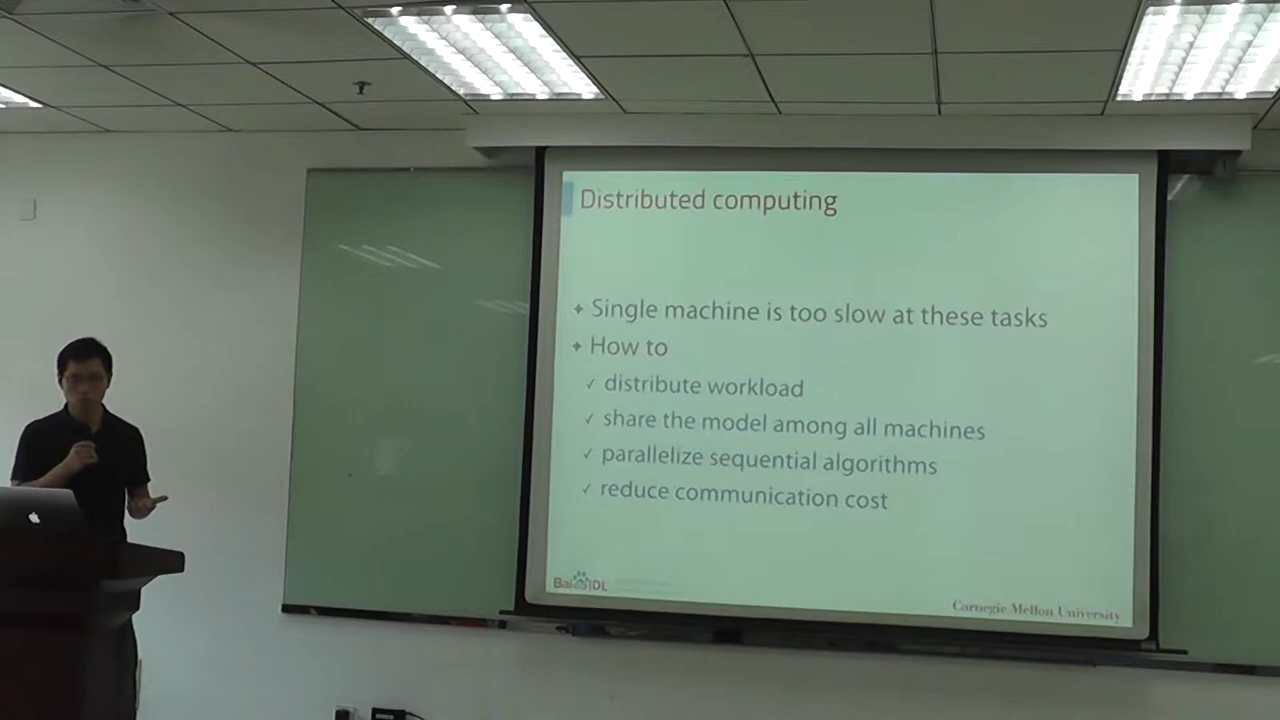 Distributed computing
Single machine is too slow at these tasks
How to
distribute workload
share the model among all machines
parallelize sequential algorithms
reduce communication cost
Bai IDL
Carnegie Mellon University